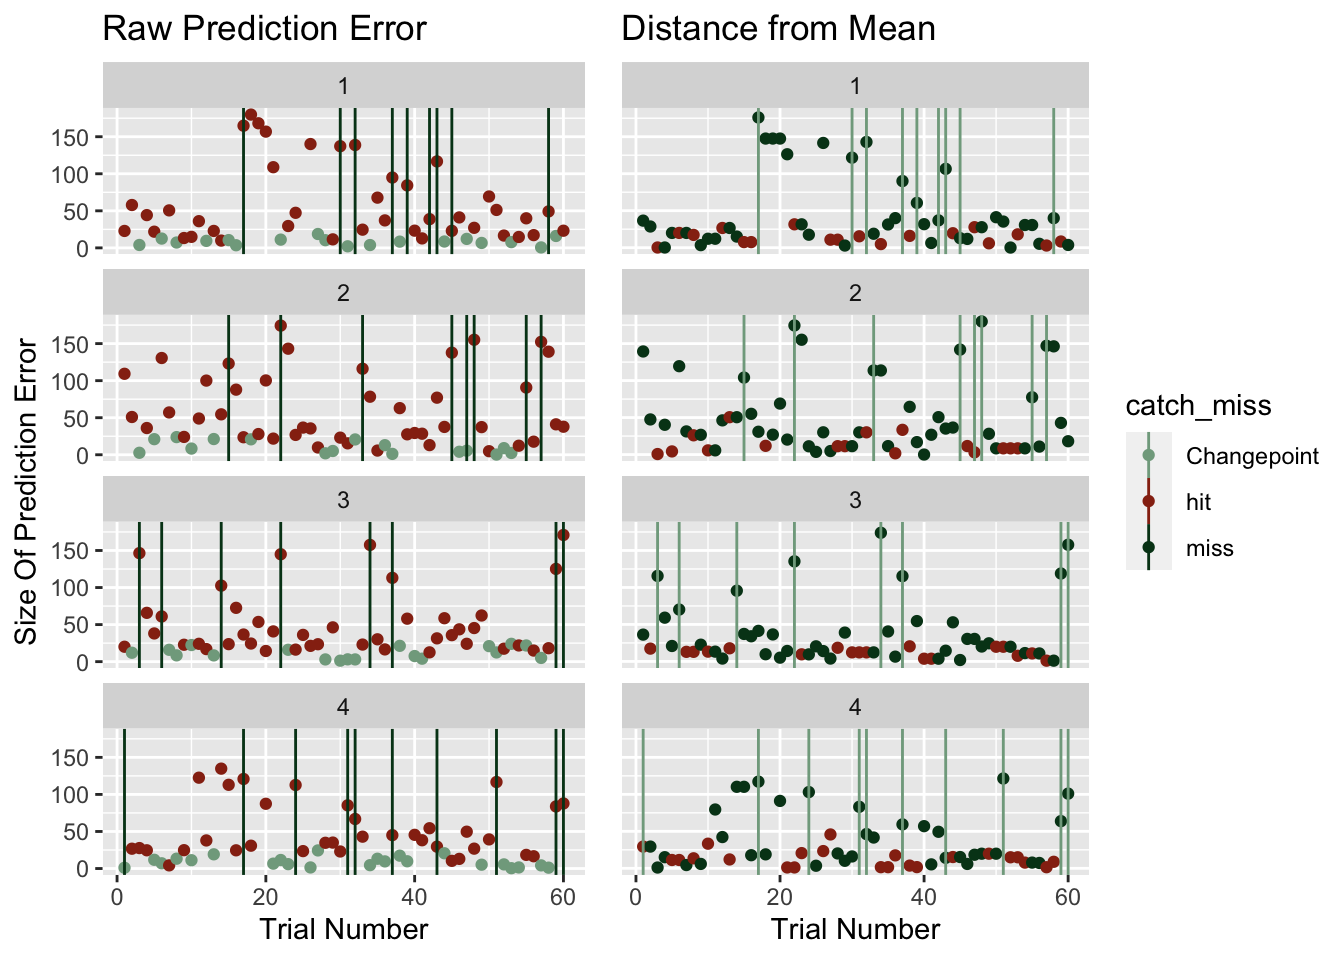 Raw Prediction Error
Distance from Mean
1
1
150
100
50
0
2
2
150
100
50
0
3
3
150
100
50
0
4
4
150
100
50
0
0 20 40 60
0 20 40 60
Trial Number
Trial Number
Size Of Prediction Error
catch_miss
Changepoint
hit
miss